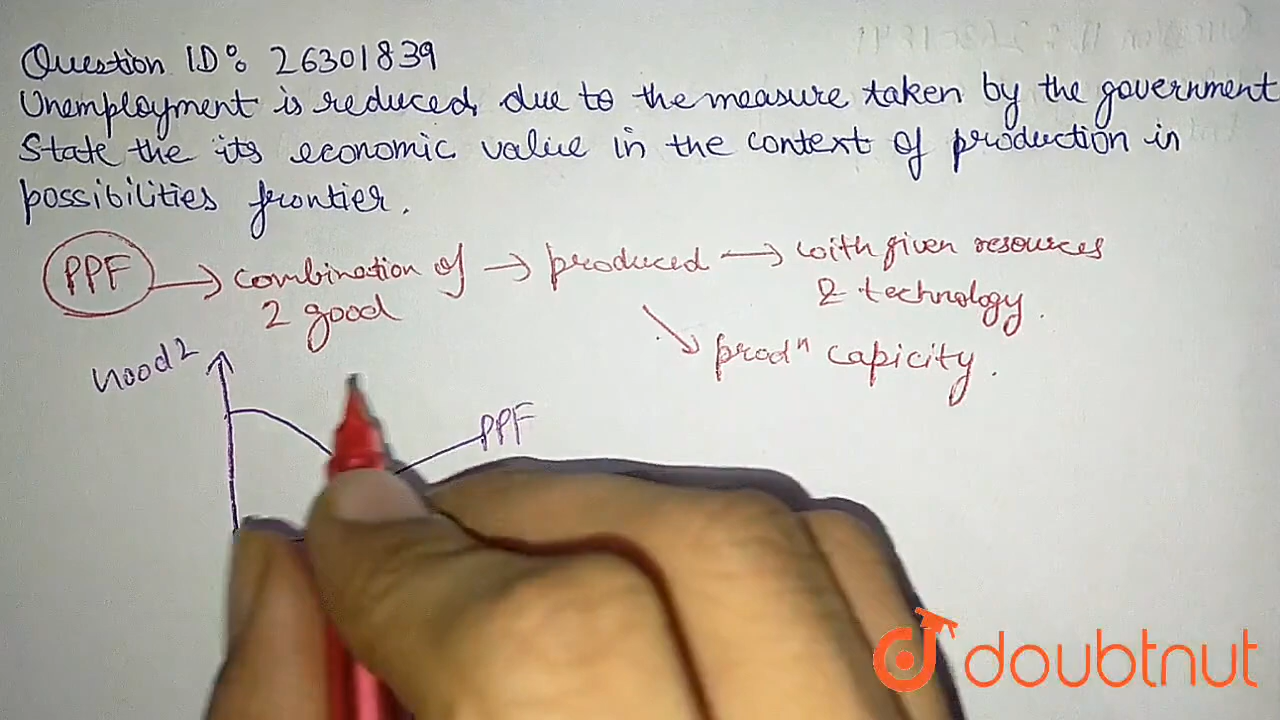 Question ID: 26301839
Unemployment is reduced, due to the measure taken by the government
State the its economic value in the context of production in
possibilities frontier.
PPF → combination of → produced → with given resources
2 good & technology.
↘ prodⁿ capicity.
Good 2
PPF
doubtnut